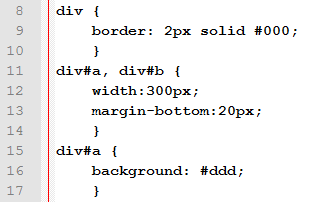 8 div {
9 border: 2px solid #000;
10 }
11 div#a, div#b {
12 width:300px;
13 margin-bottom:20px;
14 }
15 div#a {
16 background: #ddd;
17 }